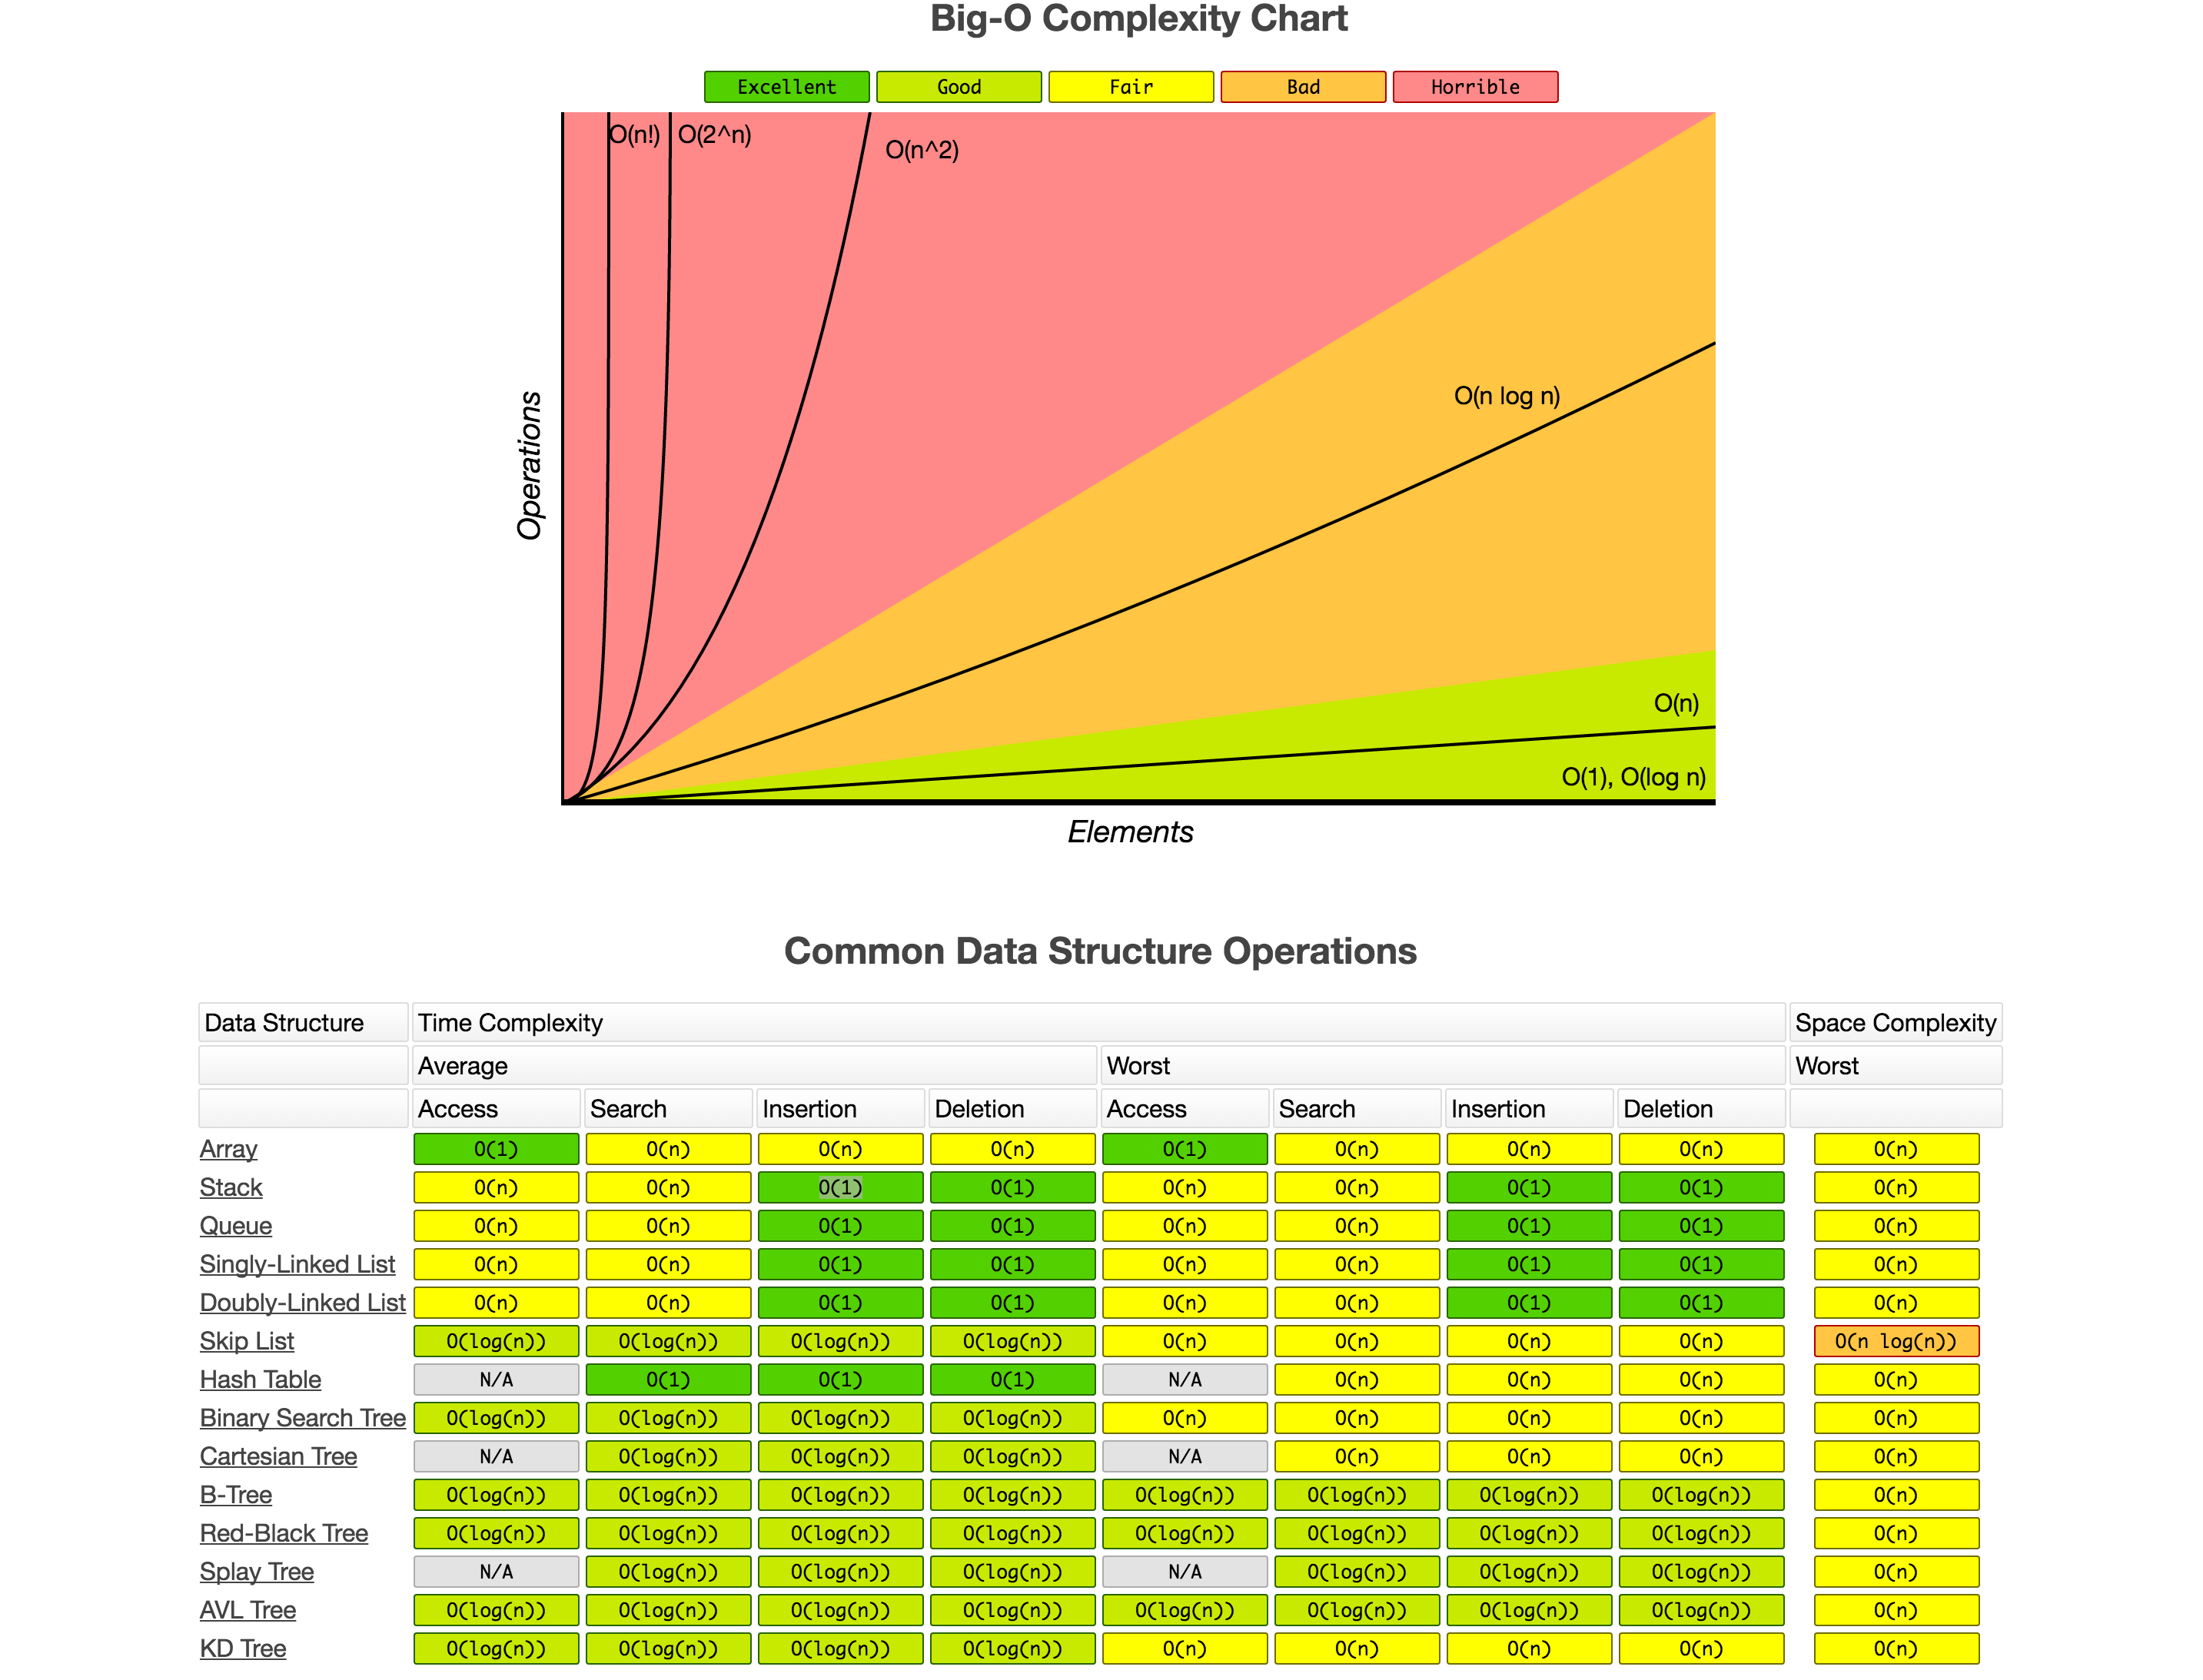 Big-O Complexity Chart
Excellent Good Fair Bad Horrible
O(n!) O(2^n)
O(n^2)
O(n log n)
Operations
O(n)
O(1), O(log n)
Elements
Common Data Structure Operations
Data Structure Time Complexity Space Complexity
Average Worst Worst
Access Search Insertion Deletion Access Search Insertion Deletion
Array O(1) O(n) O(n) O(n) O(1) O(n) O(n) O(n) O(n)
Stack O(n) O(n) O(1) O(1) O(n) O(n) O(1) O(1) O(n)
Queue O(n) O(n) O(1) O(1) O(n) O(n) O(1) O(1) O(n)
Singly-Linked List O(n) O(n) O(1) O(1) O(n) O(n) O(1) O(1) O(n)
Doubly-Linked List O(n) O(n) O(1) O(1) O(n) O(n) O(1) O(1) O(n)
Skip List O(log(n)) O(log(n)) O(log(n)) O(log(n)) O(n) O(n) O(n) O(n) O(n log(n))
Hash Table N/A O(1) O(1) O(1) N/A O(n) O(n) O(n) O(n)
Binary Search Tree O(log(n)) O(log(n)) O(log(n)) O(log(n)) O(n) O(n) O(n) O(n) O(n)
Cartesian Tree N/A O(log(n)) O(log(n)) O(log(n)) N/A O(n) O(n) O(n) O(n)
B-Tree O(log(n)) O(log(n)) O(log(n)) O(log(n)) O(log(n)) O(log(n)) O(log(n)) O(log(n)) O(n)
Red-Black Tree O(log(n)) O(log(n)) O(log(n)) O(log(n)) O(log(n)) O(log(n)) O(log(n)) O(log(n)) O(n)
Splay Tree N/A O(log(n)) O(log(n)) O(log(n)) N/A O(log(n)) O(log(n)) O(log(n)) O(n)
AVL Tree O(log(n)) O(log(n)) O(log(n)) O(log(n)) O(log(n)) O(log(n)) O(log(n)) O(log(n)) O(n)
KD Tree O(log(n)) O(log(n)) O(log(n)) O(log(n)) O(n) O(n) O(n) O(n) O(n)